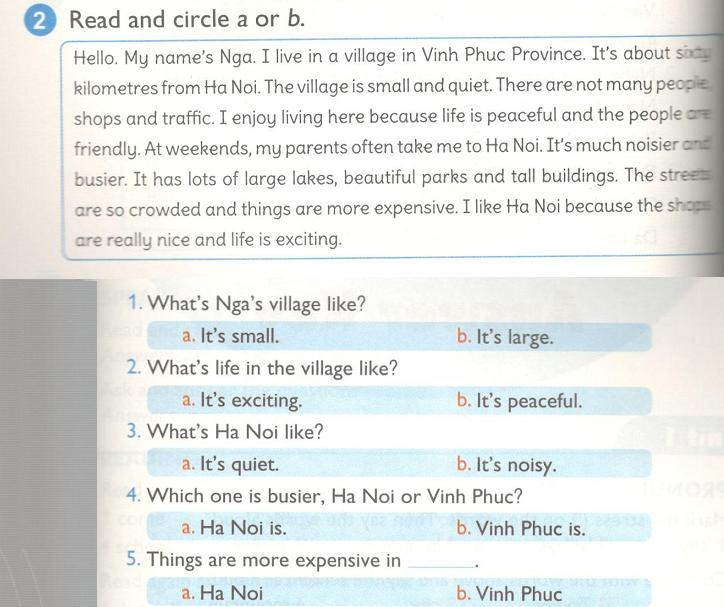 2 Read and circle a or b.
Hello. My name's Nga. I live in a village in Vinh Phuc Province. It's about sixty
kilometres from Ha Noi. The village is small and quiet. There are not many people,
shops and traffic. I enjoy living here because life is peaceful and the people are
friendly. At weekends, my parents often take me to Ha Noi. It's much noisier and
busier. It has lots of large lakes, beautiful parks and tall buildings. The streets
are so crowded and things are more expensive. I like Ha Noi because the shops
are really nice and life is exciting.
1. What's Nga's village like?
a. It's small. b. It's large.
2. What's life in the village like?
a. It's exciting. b. It's peaceful.
3. What's Ha Noi like?
a. It's quiet. b. It's noisy.
4. Which one is busier, Ha Noi or Vinh Phuc?
a. Ha Noi is. b. Vinh Phuc is.
5. Things are more expensive in ________.
a. Ha Noi b. Vinh Phuc